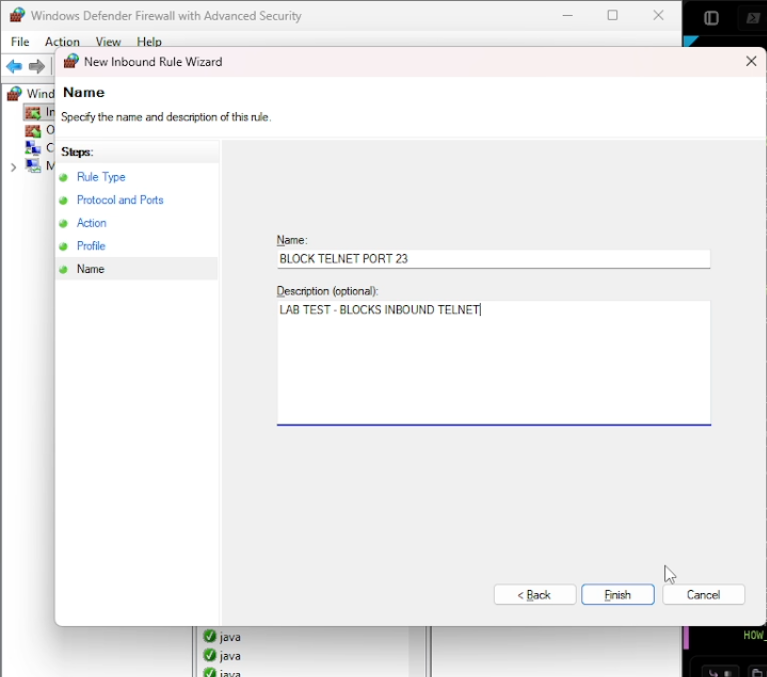 Windows Defender Firewall with Advanced Security
File Action View Help
New Inbound Rule Wizard
Wind
Name
Specify the name and description of this rule.
In
O
C
M
Steps:
Rule Type
Protocol and Ports
Action
Profile
Name
Name:
BLOCK TELNET PORT 23
Description (optional):
LAB TEST - BLOCKS INBOUND TELNET
< Back Finish Cancel
java
java
java
HOW_